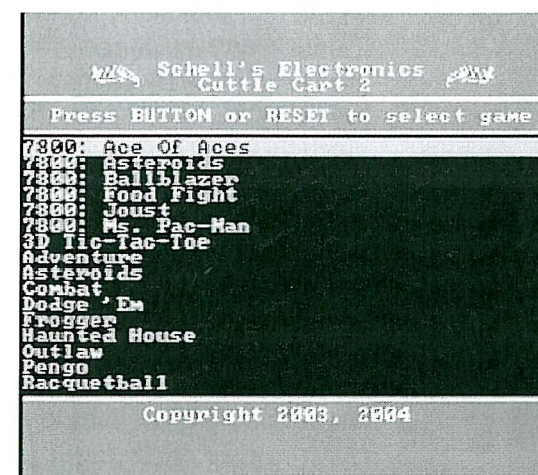 Schell's Electronics
Cuttle Cart 2
Press BUTTON or RESET to select game
7800: Ace Of Aces
7800: Asteroids
7800: Ballblazer
7800: Food Fight
7800: Joust
7800: Ms. Pac-Man
3D Tic-Tac-Toe
Adventure
Asteroids
Combat
Dodge 'Em
Frogger
Haunted House
Outlaw
Pengo
Racquetball
Copyright 2003, 2004